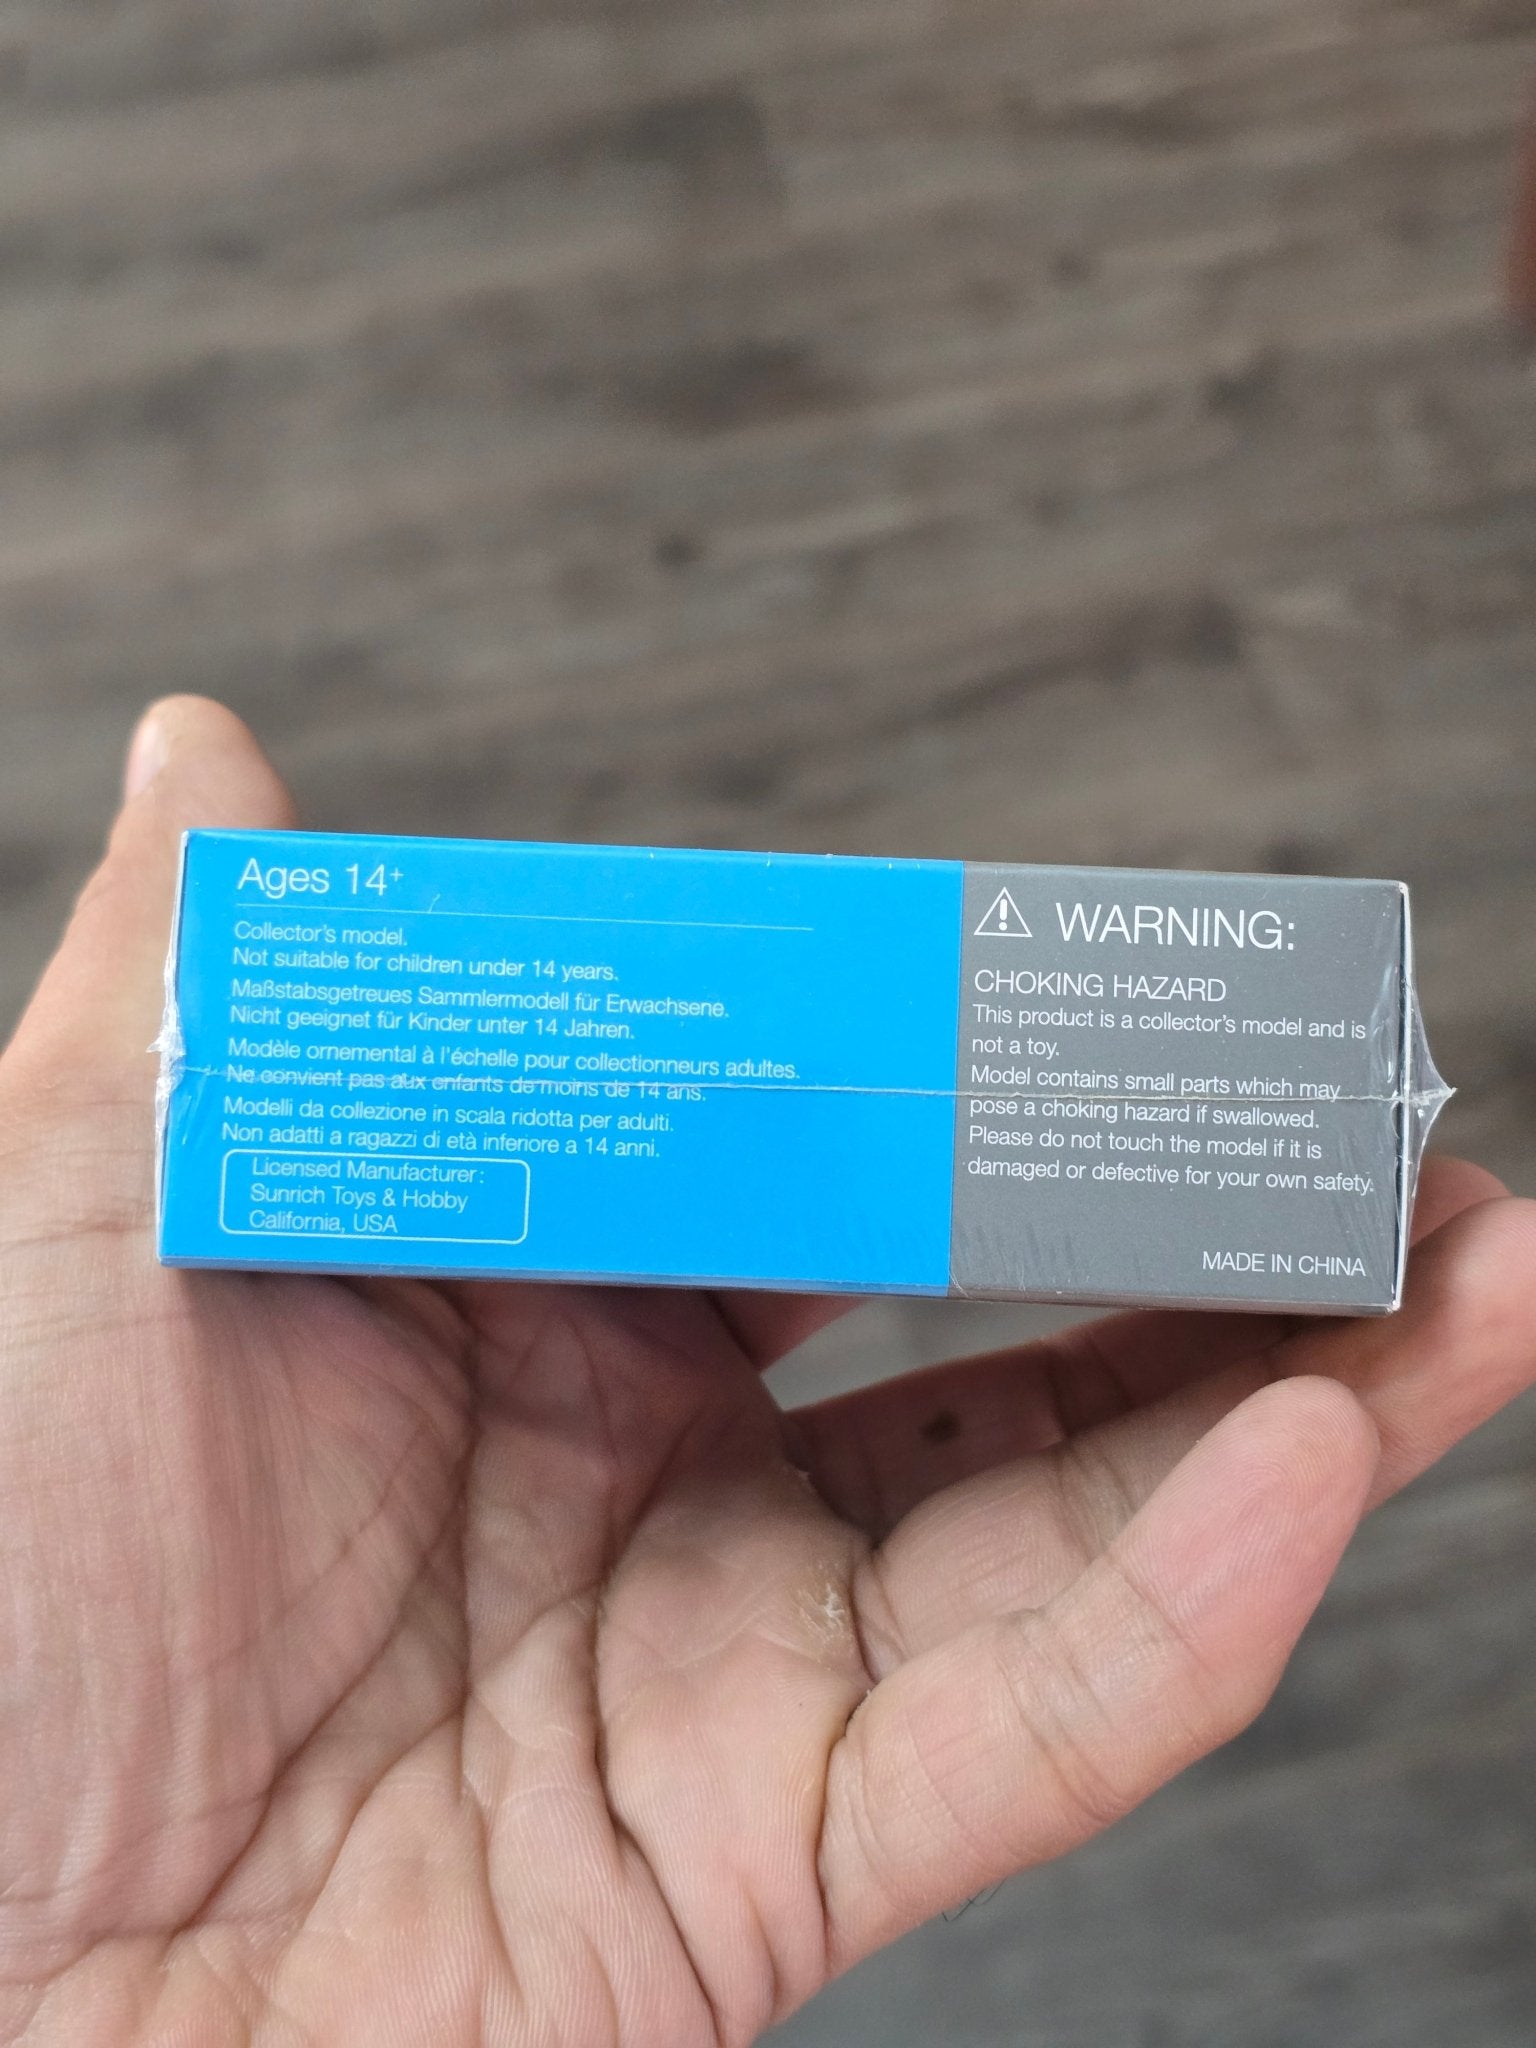 Ages 14+
Collector's model.
Not suitable for children under 14 years.
Maßstabsgetreues Sammlermodell für Erwachsene.
Nicht geeignet für Kinder unter 14 Jahren.
Modèle ornemental à l'échelle pour collectionneurs adultes.
Ne convient pas aux enfants de moins de 14 ans.
Modelli da collezione in scala ridotta per adulti.
Non adatti a ragazzi di età inferiore a 14 anni.
Licensed Manufacturer:
Sunrich Toys & Hobby
California, USA
WARNING:
CHOKING HAZARD
This product is a collector's model and is
not a toy.
Model contains small parts which may
pose a choking hazard if swallowed.
Please do not touch the model if it is
damaged or defective for your own safety.
MADE IN CHINA